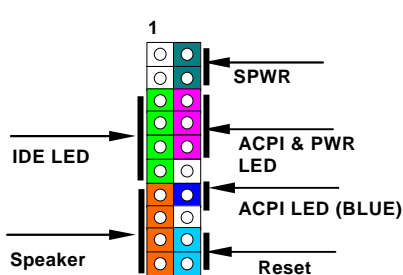 1
SPWR
IDE LED
ACPI & PWR
LED
ACPI LED (BLUE)
Speaker
Reset